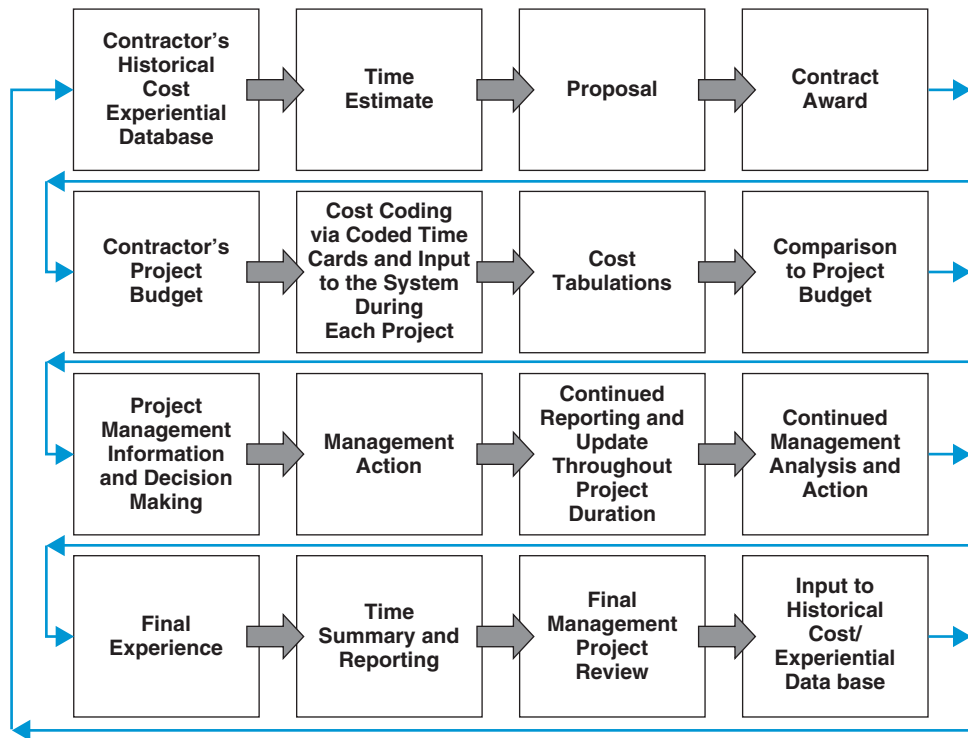 Contractor’s
Historical
Cost
Experiential
Database
Time
Estimate
Proposal
Contract
Award
Contractor’s
Project
Budget
Cost Coding
via Coded Time
Cards and Input
to the System
During
Each Project
Cost
Tabulations
Comparison
to Project
Budget
Project
Management
Information
and Decision
Making
Management
Action
Continued
Reporting and
Update
Throughout
Project
Duration
Continued
Management
Analysis and
Action
Final
Experience
Time
Summary and
Reporting
Final
Management
Project
Review
Input to
Historical
Cost/
Experiential
Data base